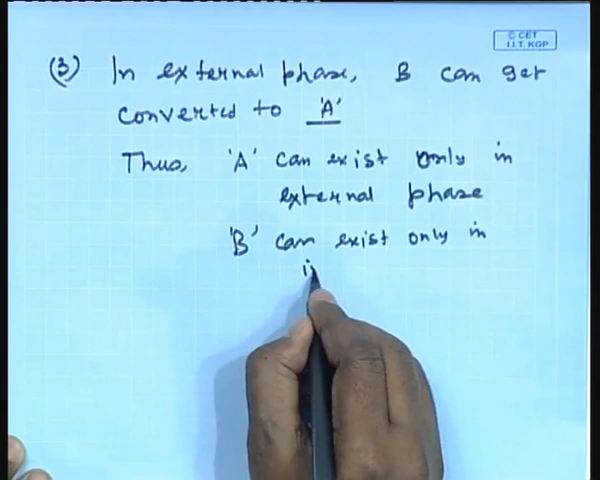 © CET
I.I.T. KGP
(3) In external phase, B can get
converted to 'A'
Thus, 'A' can exist only in
external phase
'B' can exist only in
i